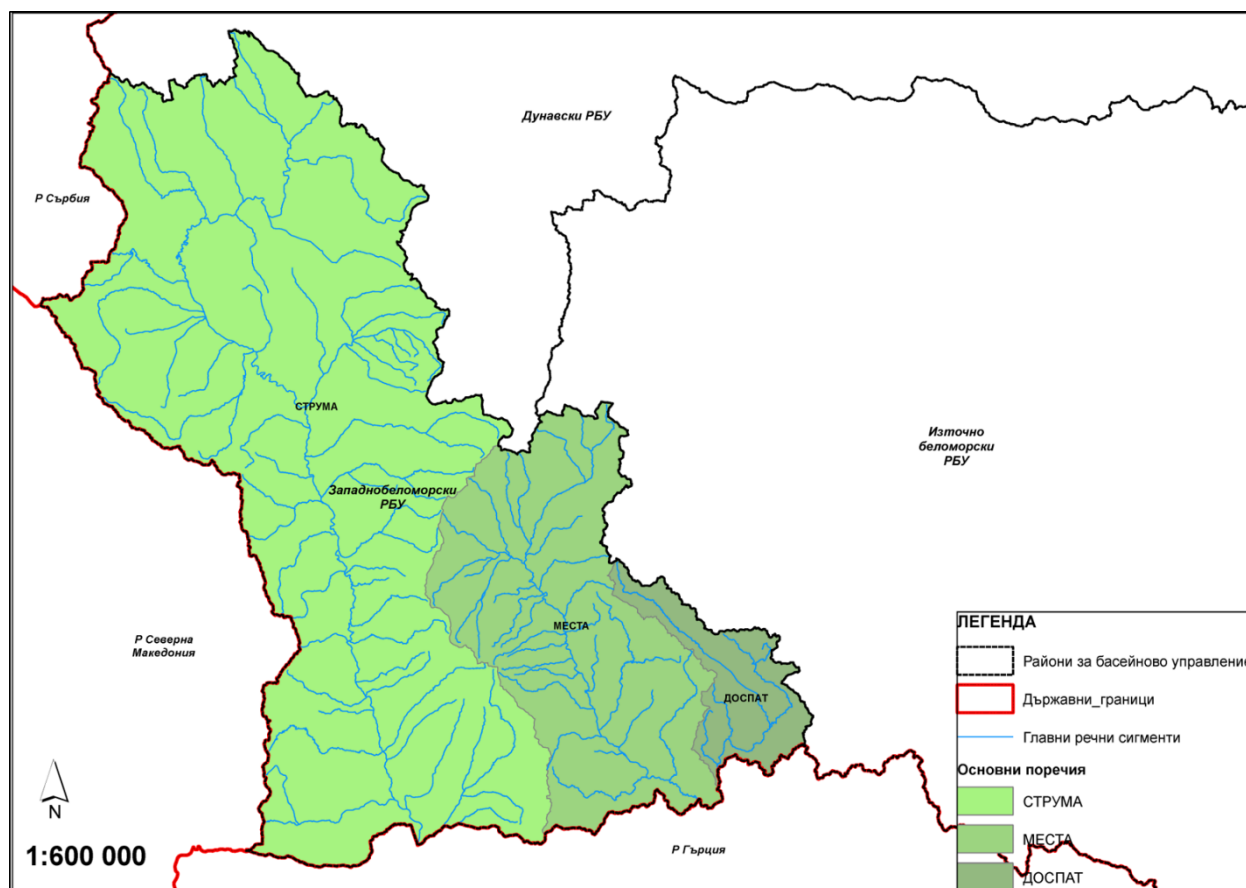 Дунавски РБУ
Р Сърбия
СТРУМА
Източно
беломорски
РБУ
Западнобеломорски
РБУ
МЕСТА
Р Северна
Македония
ДОСПАТ
N
1:600 000
Р Гърция
ЛЕГЕНДА
Райони за басейново управление
Държавни_граници
Главни речни сигменти
Основни поречия
СТРУМА
МЕСТА
ДОСПАТ